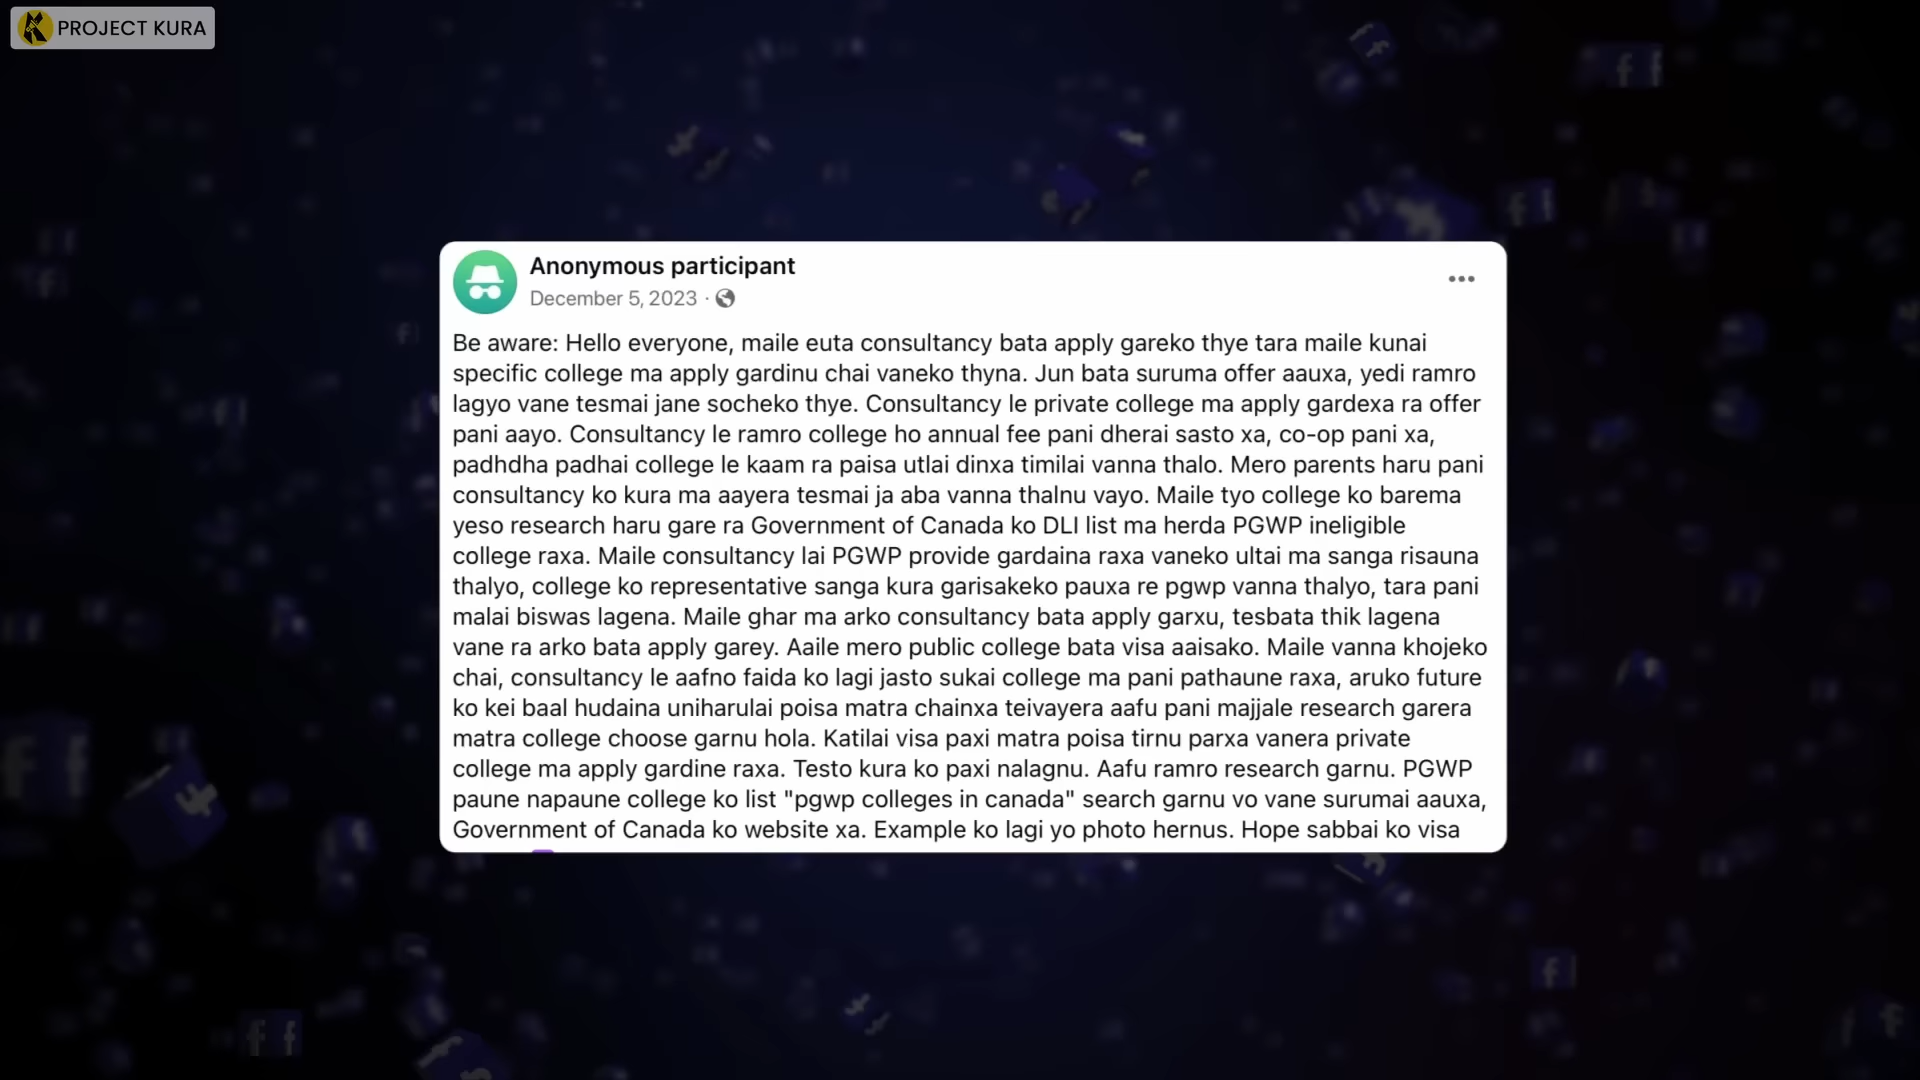 PROJECT KURA
Anonymous participant
December 5, 2023 ·
Be aware: Hello everyone, maile euta consultancy bata apply gareko thye tara maile kunai
specific college ma apply gardinu chai vaneko thyna. Jun bata suruma offer aauxa, yedi ramro
lagyo vane tesmai jane socheko thye. Consultancy le private college ma apply gardexa ra offer
pani aayo. Consultancy le ramro college ho annual fee pani dherai sasto xa, co-op pani xa,
padhdha padhai college le kaam ra paisa utlai dinxa timilai vanna thalo. Mero parents haru pani
consultancy ko kura ma aayera tesmai ja aba vanna thalnu vayo. Maile tyo college ko barema
yeso research haru gare ra Government of Canada ko DLI list ma herda PGWP ineligible
college raxa. Maile consultancy lai PGWP provide gardaina raxa vaneko ultai ma sanga risauna
thalyo, college ko representative sanga kura garisakeko pauxa re pgwp vanna thalyo, tara pani
malai biswas lagena. Maile ghar ma arko consultancy bata apply garxu, tesbata thik lagena
vane ra arko bata apply garey. Aaile mero public college bata visa aaisako. Maile vanna khojeko
chai, consultancy le aafno faida ko lagi jasto sukai college ma pani pathaune raxa, aruko future
ko kei baal hudaina uniharulai poisa matra chainxa teivayera aafu pani majjale research garera
matra college choose garnu hola. Katilai visa paxi matra poisa tirnu parxa vanera private
college ma apply gardine raxa. Testo kura ko paxi nalagnu. Aafu ramro research garnu. PGWP
paune napaune college ko list "pgwp colleges in canada" search garnu vo vane surumai aauxa,
Government of Canada ko website xa. Example ko lagi yo photo hernus. Hope sabbai ko visa